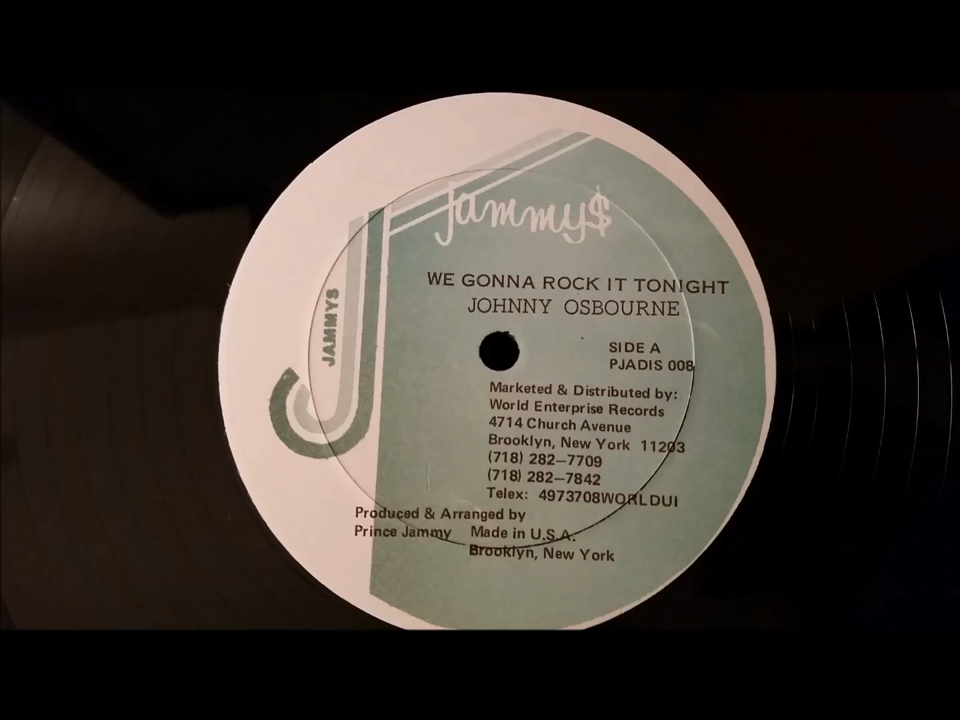 jammy$
JAMMYS
WE GONNA ROCK IT TONIGHT
JOHNNY OSBOURNE
SIDE A
PJADIS 008
Marketed & Distributed by:
World Enterprise Records
4714 Church Avenue
Brooklyn, New York 11203
(718) 282–7709
(718) 282–7842
Telex: 4973708WORLDUI
Produced & Arranged by
Prince Jammy Made in U.S.A.
Brooklyn, New York